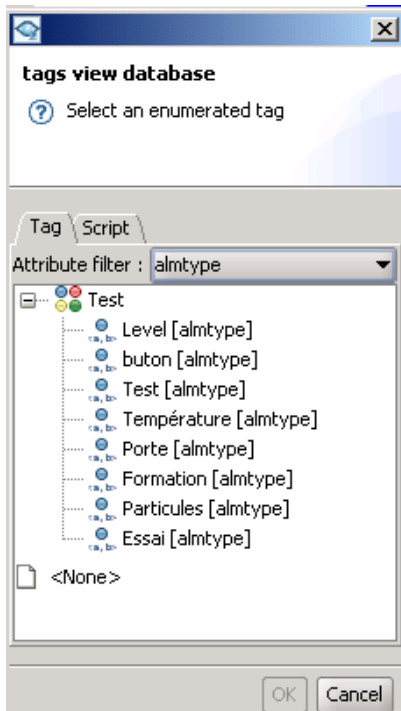 tags view database
Select an enumerated tag
Tag Script
Attribute filter : almtype
Test
Level [almtype]
buton [almtype]
Test [almtype]
Température [almtype]
Porte [almtype]
Formation [almtype]
Particules [almtype]
Essai [almtype]
<None>
OK Cancel